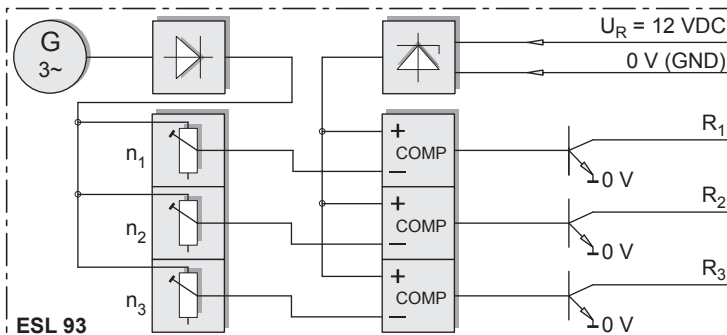 G
3~
U_R = 12 VDC
0 V (GND)
n_1
+
COMP
−
R_1
0 V
n_2
+
COMP
−
R_2
0 V
n_3
+
COMP
−
R_3
0 V
ESL 93